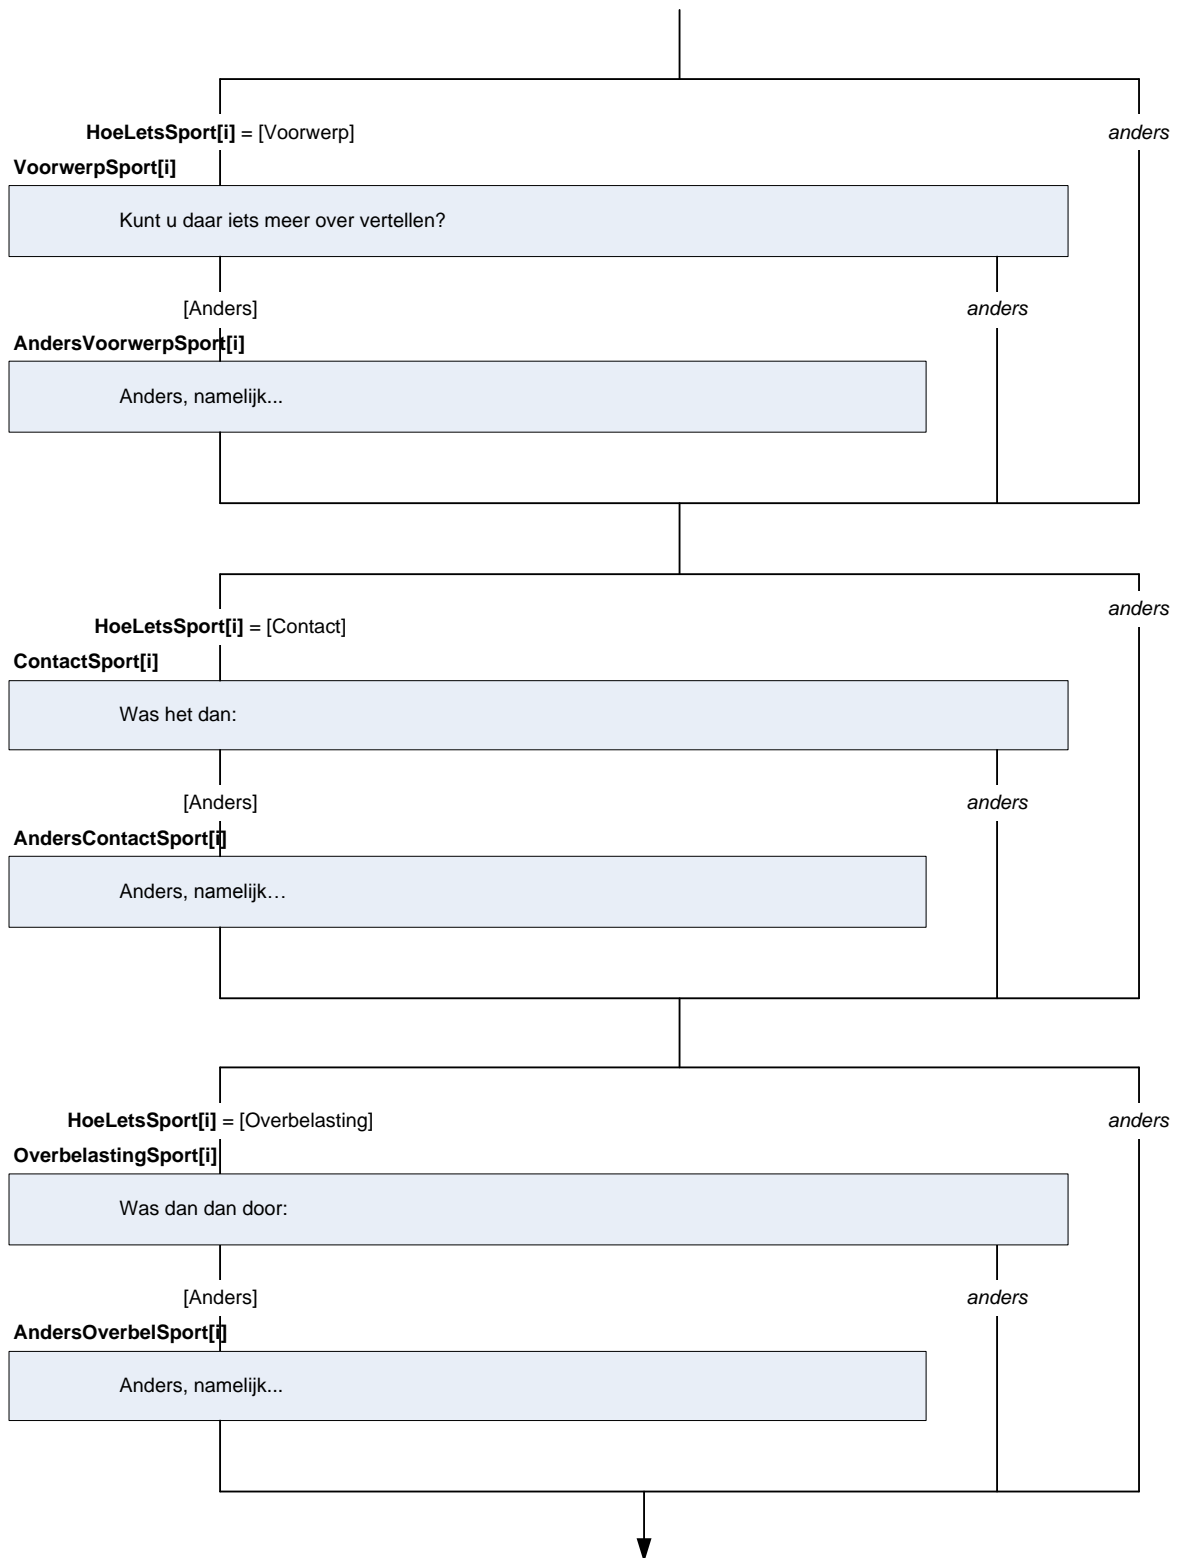 HoeLetsSport[i] = [Voorwerp]
anders
VoorwerpSport[i]
Kunt u daar iets meer over vertellen?
[Anders]
anders
AndersVoorwerpSport[i]
Anders, namelijk...
anders
HoeLetsSport[i] = [Contact]
ContactSport[i]
Was het dan:
[Anders]
anders
AndersContactSport[i]
Anders, namelijk…
HoeLetsSport[i] = [Overbelasting]
anders
OverbelastingSport[i]
Was dan dan door:
[Anders]
anders
AndersOverbelSport[i]
Anders, namelijk...